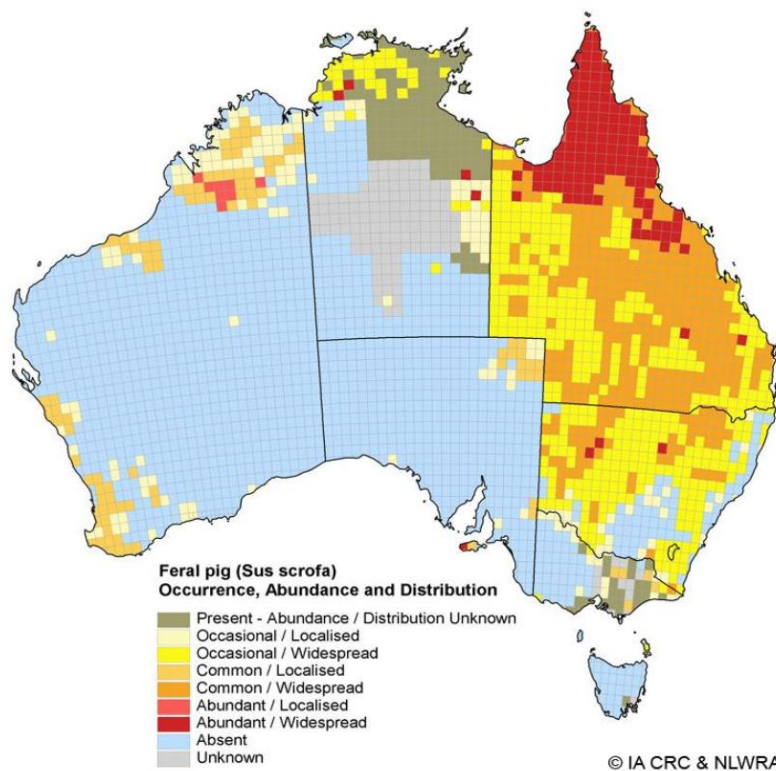 Feral pig (Sus scrofa)
Occurrence, Abundance and Distribution
Present - Abundance / Distribution Unknown
Occasional / Localised
Occasional / Widespread
Common / Localised
Common / Widespread
Abundant / Localised
Abundant / Widespread
Absent
Unknown
© IA CRC & NLWRA